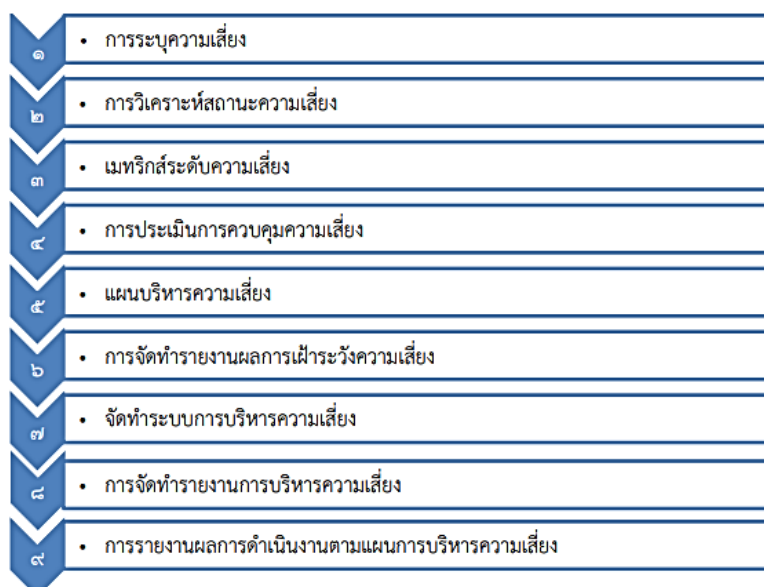 ๑ • การระบุความเสี่ยง
๒ • การวิเคราะห์สถานะความเสี่ยง
๓ • เมทริกส์ระดับความเสี่ยง
๔ • การประเมินการควบคุมความเสี่ยง
๕ • แผนบริหารความเสี่ยง
๖ • การจัดทำรายงานผลการเฝ้าระวังความเสี่ยง
๗ • จัดทำระบบการบริหารความเสี่ยง
๘ • การจัดทำรายงานการบริหารความเสี่ยง
๙ • การรายงานผลการดำเนินงานตามแผนการบริหารความเสี่ยง